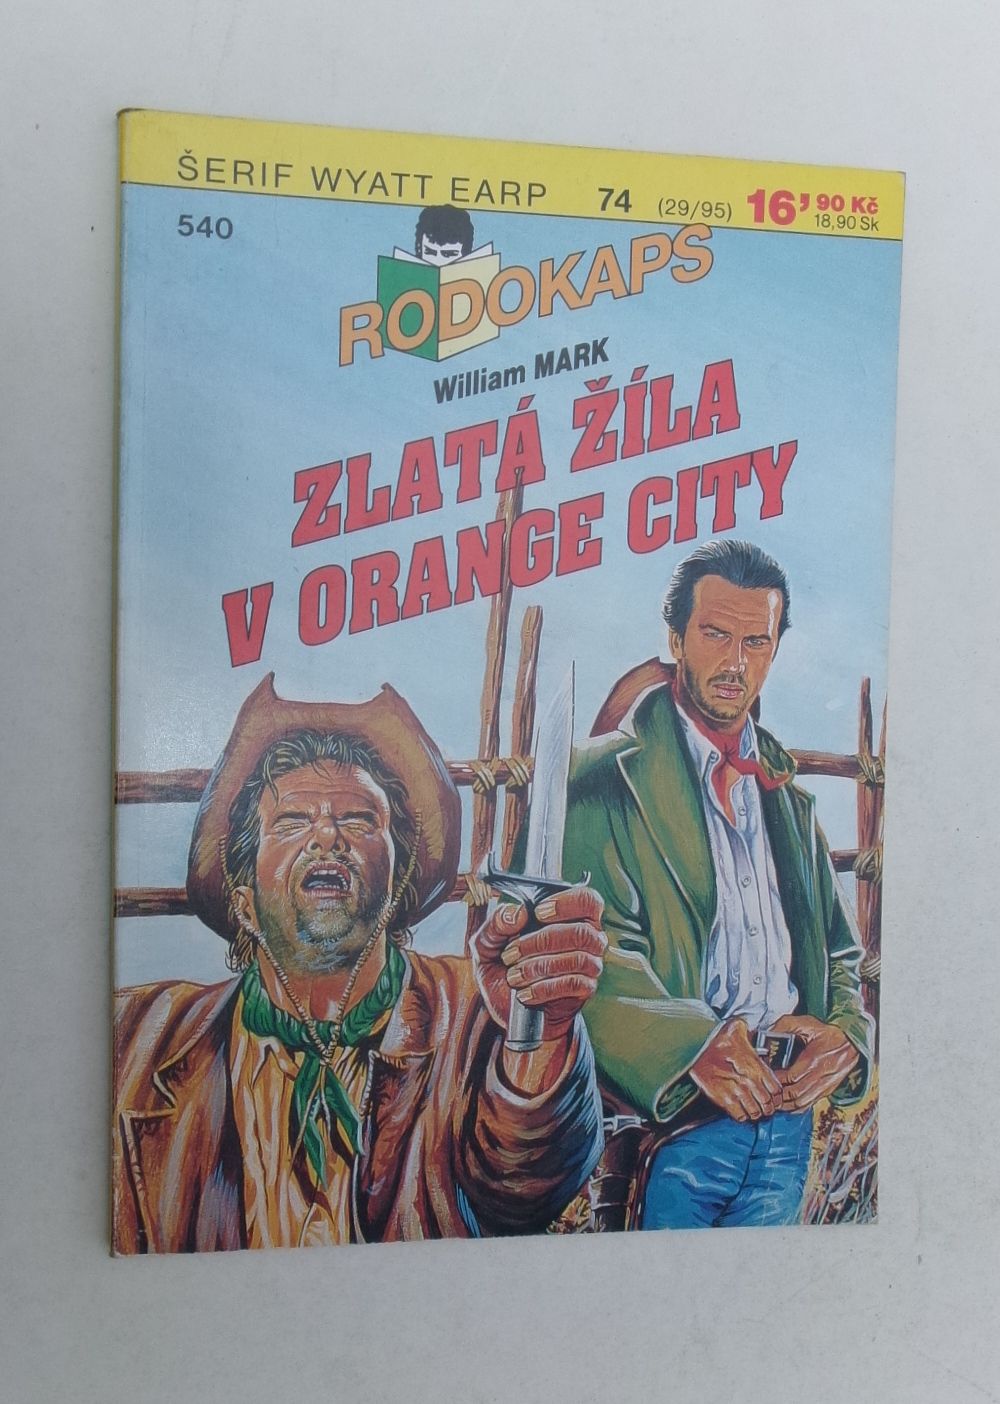 ŠERIF WYATT EARP 74 (29/95) 16,90 Kč
18,90 Sk
540
RODOKAPS
William MARK
ZLATÁ ŽÍLA
V ORANGE CITY